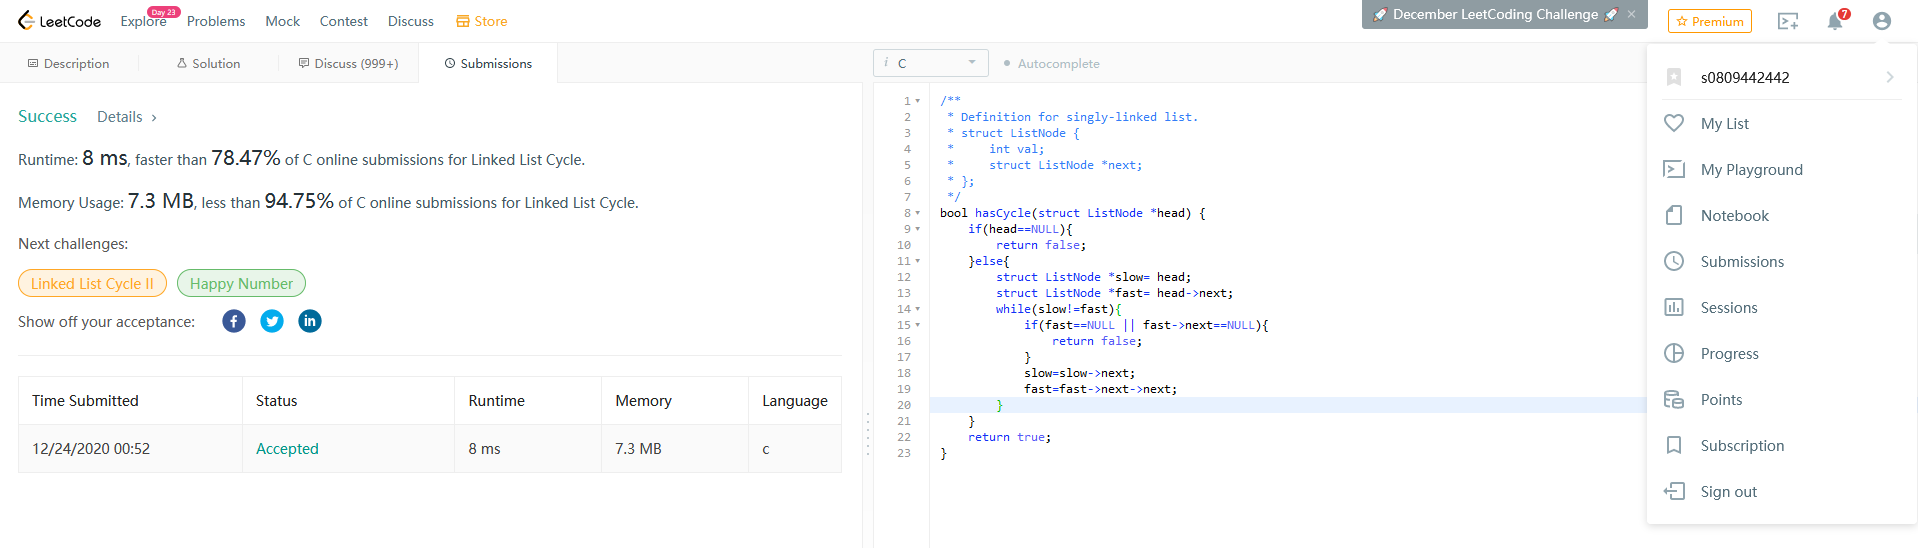 LeetCode Explore Day 23 Problems Mock Contest Discuss Store
🚀 December LeetCoding Challenge 🚀 ×
Premium 7
Description Solution Discuss (999+) Submissions
Success Details ›
Runtime: 8 ms, faster than 78.47% of C online submissions for Linked List Cycle.
Memory Usage: 7.3 MB, less than 94.75% of C online submissions for Linked List Cycle.
Next challenges:
Linked List Cycle II Happy Number
Show off your acceptance:
Time Submitted Status Runtime Memory Language
12/24/2020 00:52 Accepted 8 ms 7.3 MB c
i C Autocomplete
1 /**
2 * Definition for singly-linked list.
3 * struct ListNode {
4 *     int val;
5 *     struct ListNode *next;
6 * };
7 */
8 bool hasCycle(struct ListNode *head) {
9     if(head==NULL){
10         return false;
11     }else{
12         struct ListNode *slow= head;
13         struct ListNode *fast= head->next;
14         while(slow!=fast){
15             if(fast==NULL || fast->next==NULL){
16                 return false;
17             }
18             slow=slow->next;
19             fast=fast->next->next;
20         }
21     }
22     return true;
23 }
s0809442442
My List
My Playground
Notebook
Submissions
Sessions
Progress
Points
Subscription
Sign out